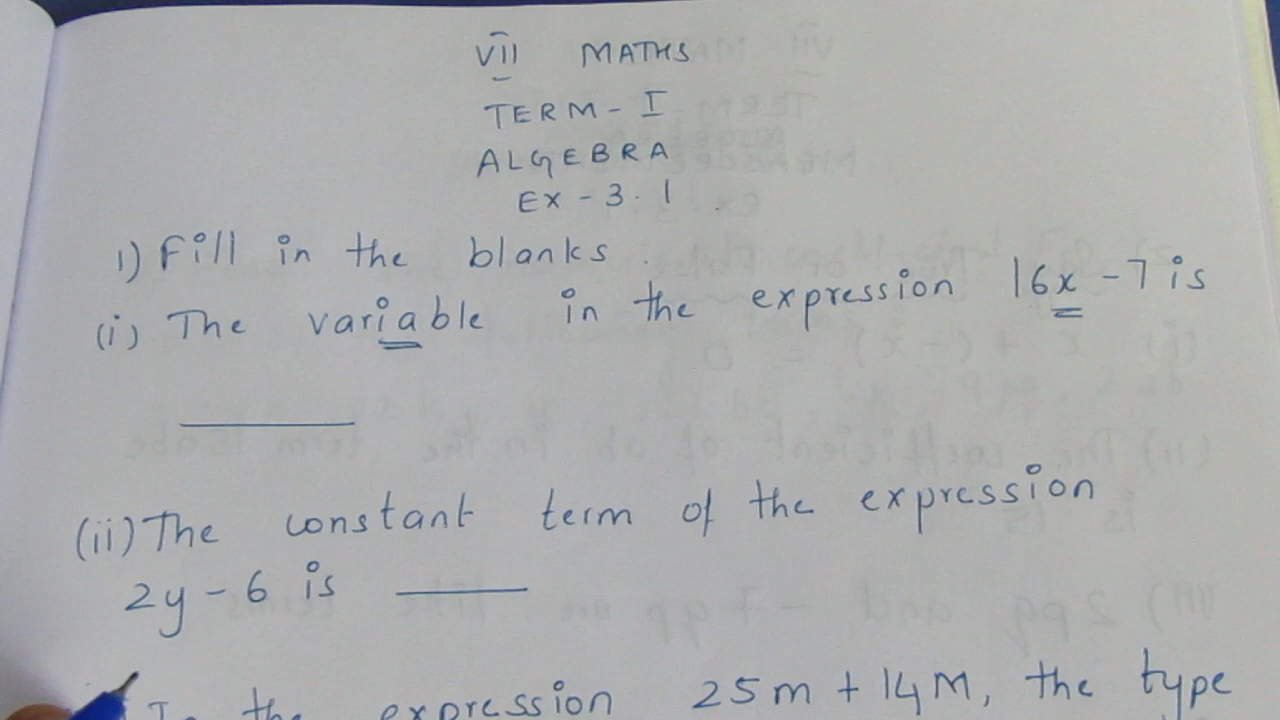 VII MATHS
TERM - I
ALGEBRA
Ex - 3.1
1) Fill in the blanks.
(i) The variable in the expression 16x - 7 is
(ii) The constant term of the expression
2y - 6 is
In the expression 25m + 14M, the type